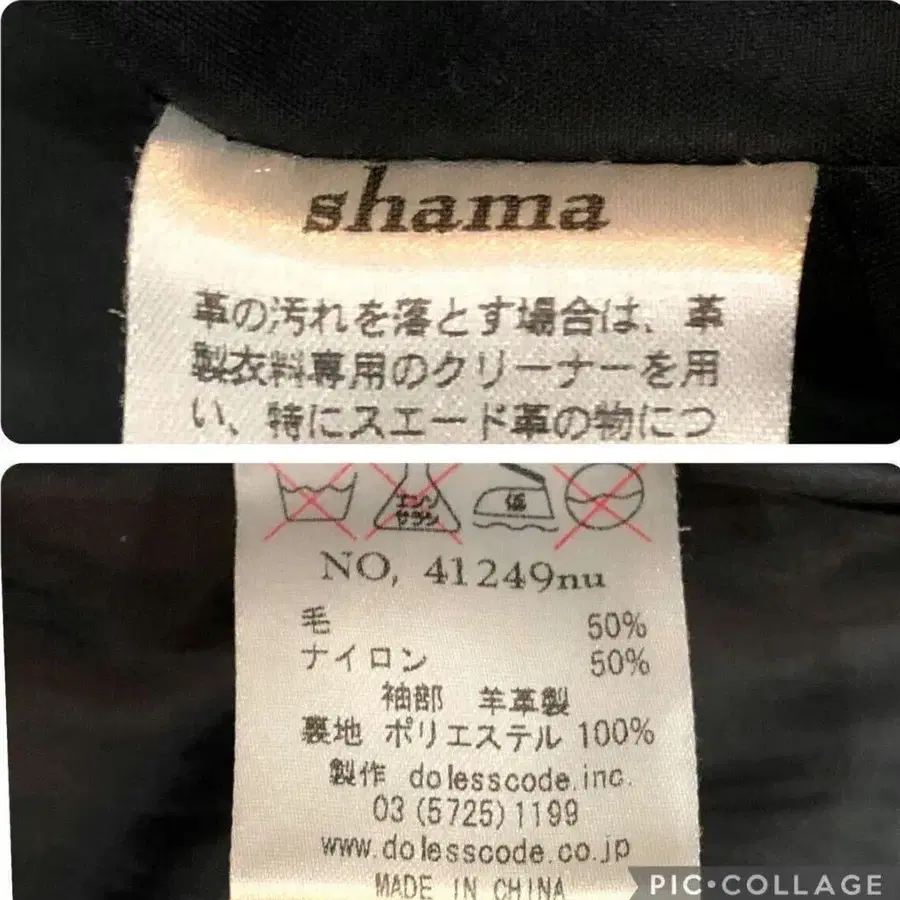 shama
革の汚れを落とす場合は、革
製衣料専用のクリーナーを用
い、特にスエード革の物につ
エンソ
サラシ
低
NO, 41249nu
毛 50%
ナイロン 50%
袖部 羊革製
裏地 ポリエステル 100%
製作 dolesscode.inc.
03(5725)1199
www.dolesscode.co.jp
MADE IN CHINA
PIC•COLLAGE